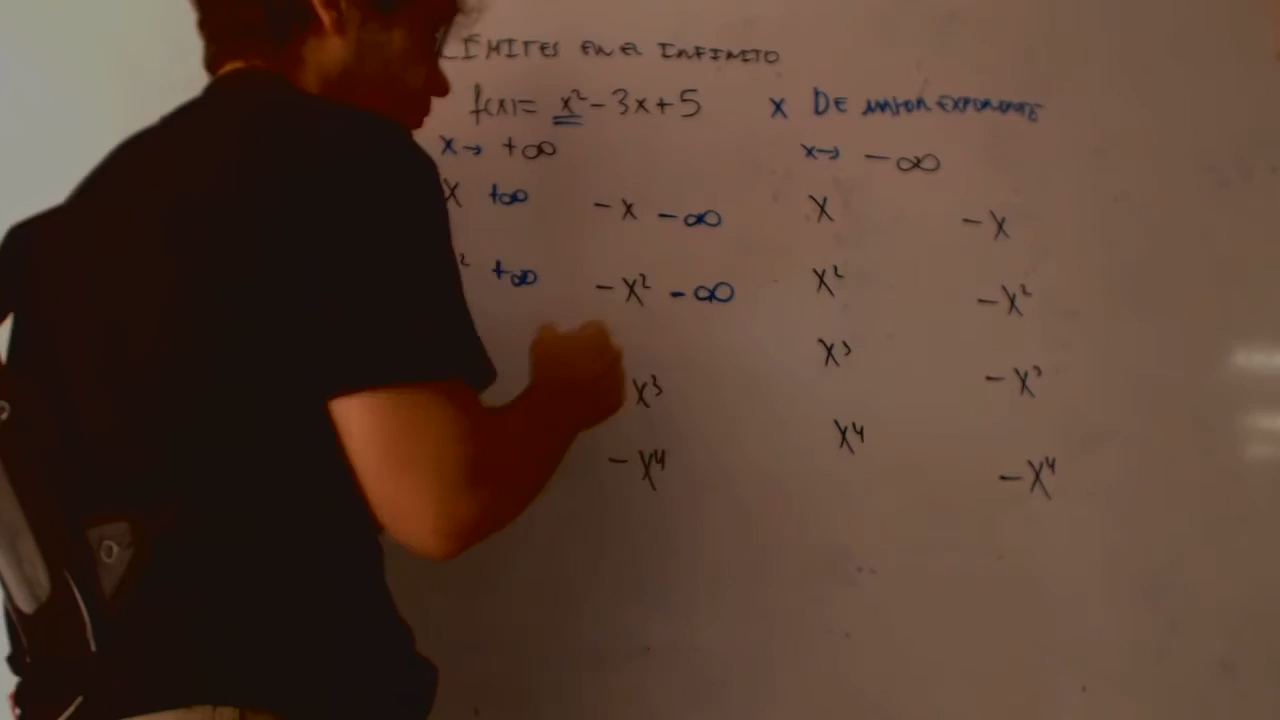 LÍMITES EN EL INFINITO
f(x)= x²-3x+5 x DE MAYOR EXPONENTE
x→ +∞ x→ -∞
x +∞ -x -∞ x -x
² +∞ -x² -∞ x² -x²
x³ x³ -x³
-x⁴ x⁴ -x⁴